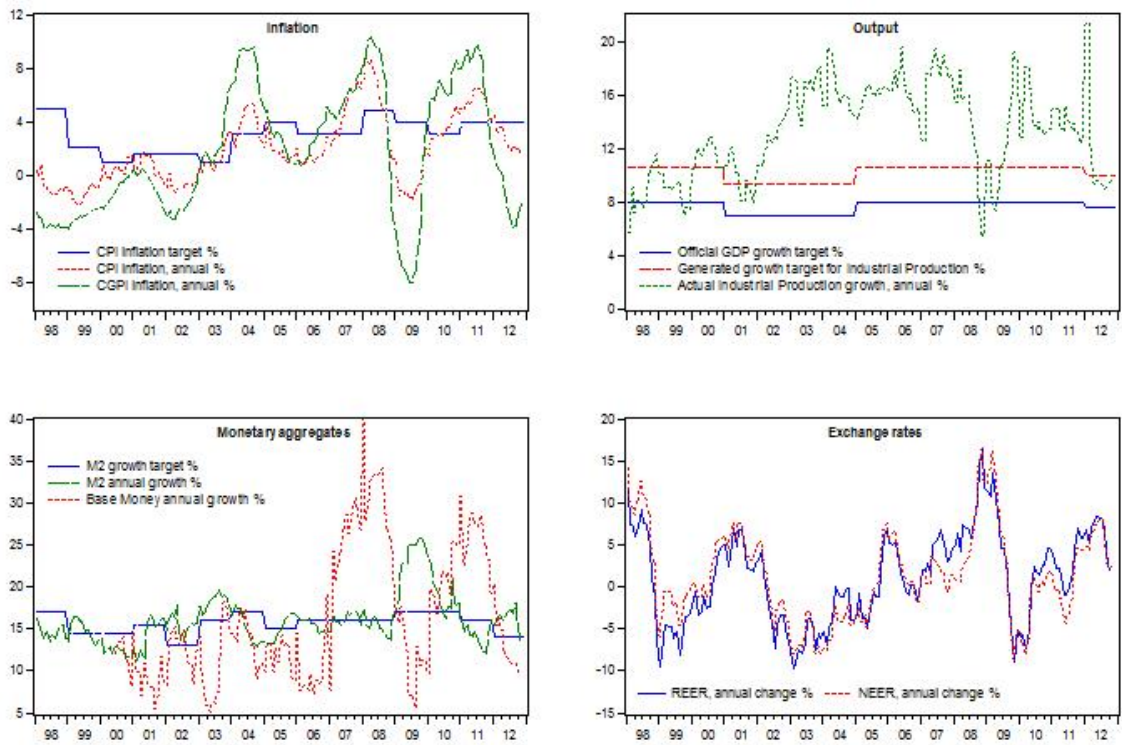 Inflation
12
8
4
0
-4
-8
CPI Inflation target %
CPI Inflation, annual %
CGPI Inflation, annual %
98 99 00 01 02 03 04 05 06 07 08 09 10 11 12
Output
20
16
12
8
4
0
Official GDP growth target %
Generated growth target for Industrial Production %
Actual Industrial Production growth, annual %
98 99 00 01 02 03 04 05 06 07 08 09 10 11 12
Monetary aggregates
40
35
30
25
20
15
10
5
M2 growth target %
M2 annual growth %
Base Money annual growth %
98 99 00 01 02 03 04 05 06 07 08 09 10 11 12
Exchange rates
20
15
10
5
0
-5
-10
-15
REER, annual change % NEER, annual change %
98 99 00 01 02 03 04 05 06 07 08 09 10 11 12